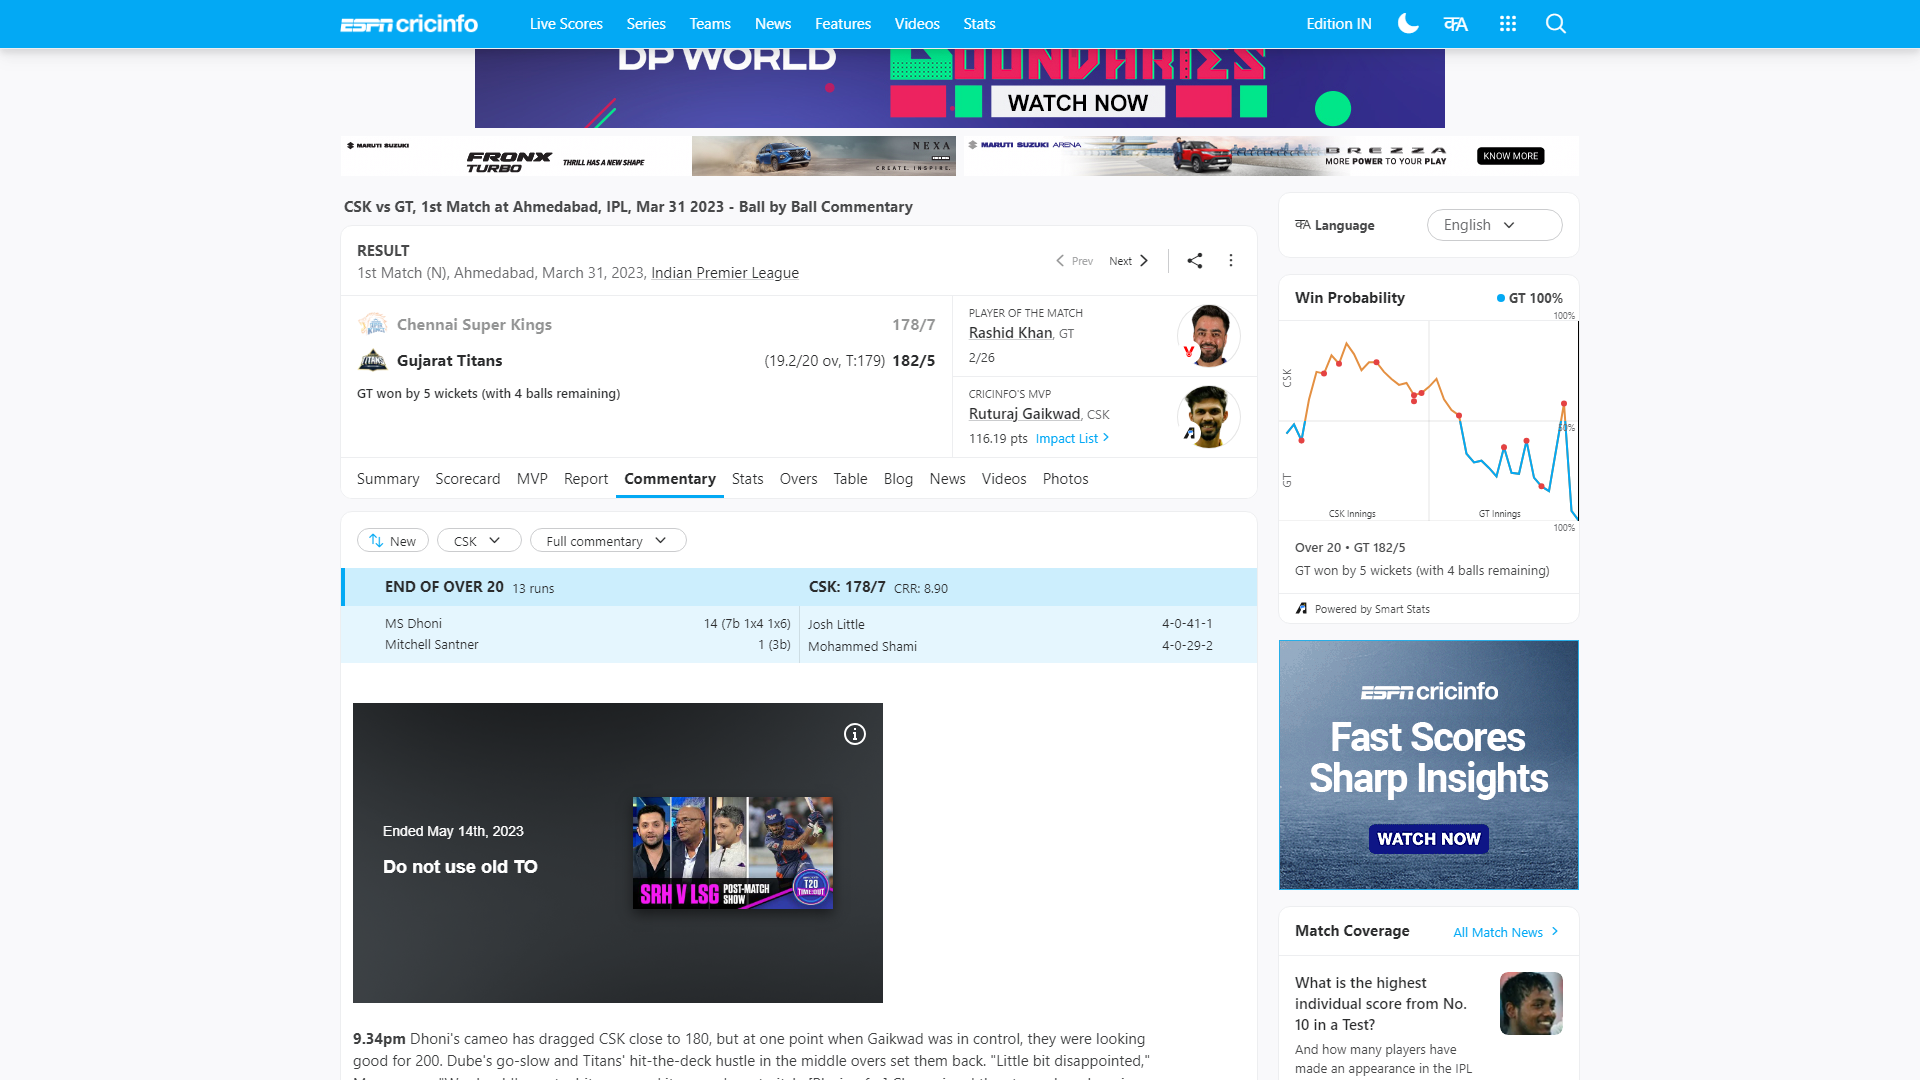 ESPN cricinfo Live Scores Series Teams News Features Videos Stats Edition IN
DP WORLD BOUNDARIES
WATCH NOW
MARUTI SUZUKI FRONX TURBO THRILL HAS A NEW SHAPE NEXA CREATE. INSPIRE.
MARUTI SUZUKI ARENA BREZZA MORE POWER TO YOUR PLAY KNOW MORE
CSK vs GT, 1st Match at Ahmedabad, IPL, Mar 31 2023 - Ball by Ball Commentary
RESULT
1st Match (N), Ahmedabad, March 31, 2023, Indian Premier League
Prev Next
Chennai Super Kings 178/7
Gujarat Titans (19.2/20 ov, T:179) 182/5
GT won by 5 wickets (with 4 balls remaining)
PLAYER OF THE MATCH
Rashid Khan, GT
2/26
CRICINFO'S MVP
Ruturaj Gaikwad, CSK
116.19 pts Impact List
Summary Scorecard MVP Report Commentary Stats Overs Table Blog News Videos Photos
New CSK Full commentary
END OF OVER 20 13 runs CSK: 178/7 CRR: 8.90
MS Dhoni 14 (7b 1x4 1x6) Josh Little 4-0-41-1
Mitchell Santner 1 (3b) Mohammed Shami 4-0-29-2
Ended May 14th, 2023
Do not use old TO
SRH V LSG POST-MATCH SHOW T20 TIME:OUT
9.34pm Dhoni's cameo has dragged CSK close to 180, but at one point when Gaikwad was in control, they were looking
good for 200. Dube's go-slow and Titans' hit-the-deck hustle in the middle overs set them back. "Little bit disappointed,"
Language English
Win Probability GT 100%
100%
CSK
50%
GT
CSK Innings GT Innings
100%
Over 20 • GT 182/5
GT won by 5 wickets (with 4 balls remaining)
Powered by Smart Stats
ESPN cricinfo
Fast Scores
Sharp Insights
WATCH NOW
Match Coverage All Match News
What is the highest
individual score from No.
10 in a Test?
And how many players have
made an appearance in the IPL